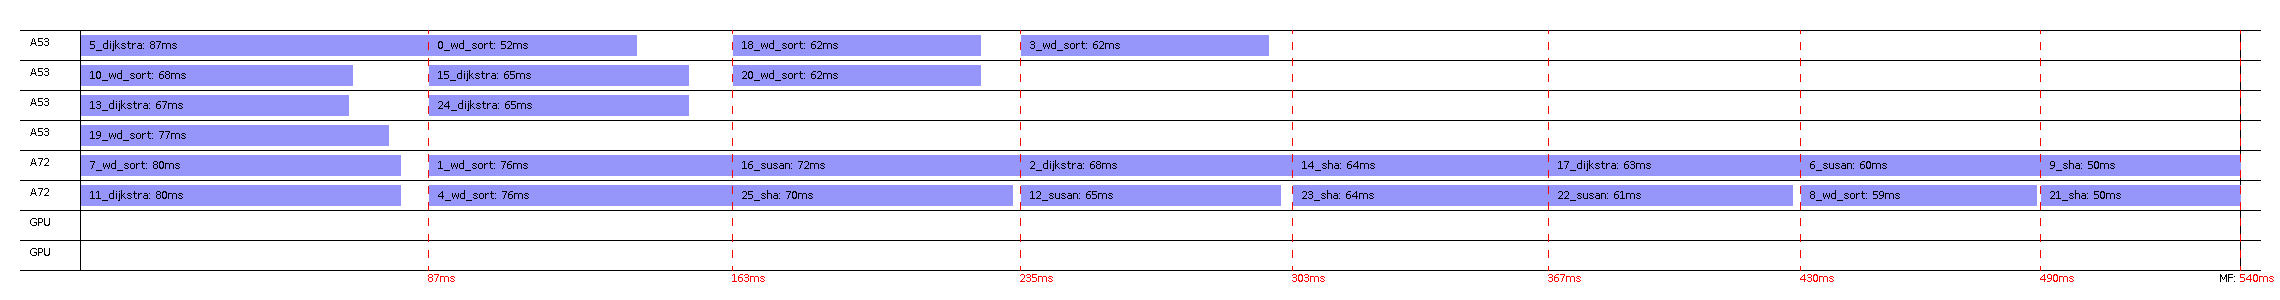 A53 5_dijkstra: 87ms 0_wd_sort: 52ms 18_wd_sort: 62ms 3_wd_sort: 62ms
A53 10_wd_sort: 68ms 15_dijkstra: 65ms 20_wd_sort: 62ms
A53 13_dijkstra: 67ms 24_dijkstra: 65ms
A53 19_wd_sort: 77ms
A72 7_wd_sort: 80ms 1_wd_sort: 76ms 16_susan: 72ms 2_dijkstra: 68ms 14_sha: 64ms 17_dijkstra: 63ms 6_susan: 60ms 9_sha: 50ms
A72 11_dijkstra: 80ms 4_wd_sort: 76ms 25_sha: 70ms 12_susan: 65ms 23_sha: 64ms 22_susan: 61ms 8_wd_sort: 59ms 21_sha: 50ms
GPU
GPU
87ms 163ms 235ms 303ms 367ms 430ms 490ms MF: 540ms